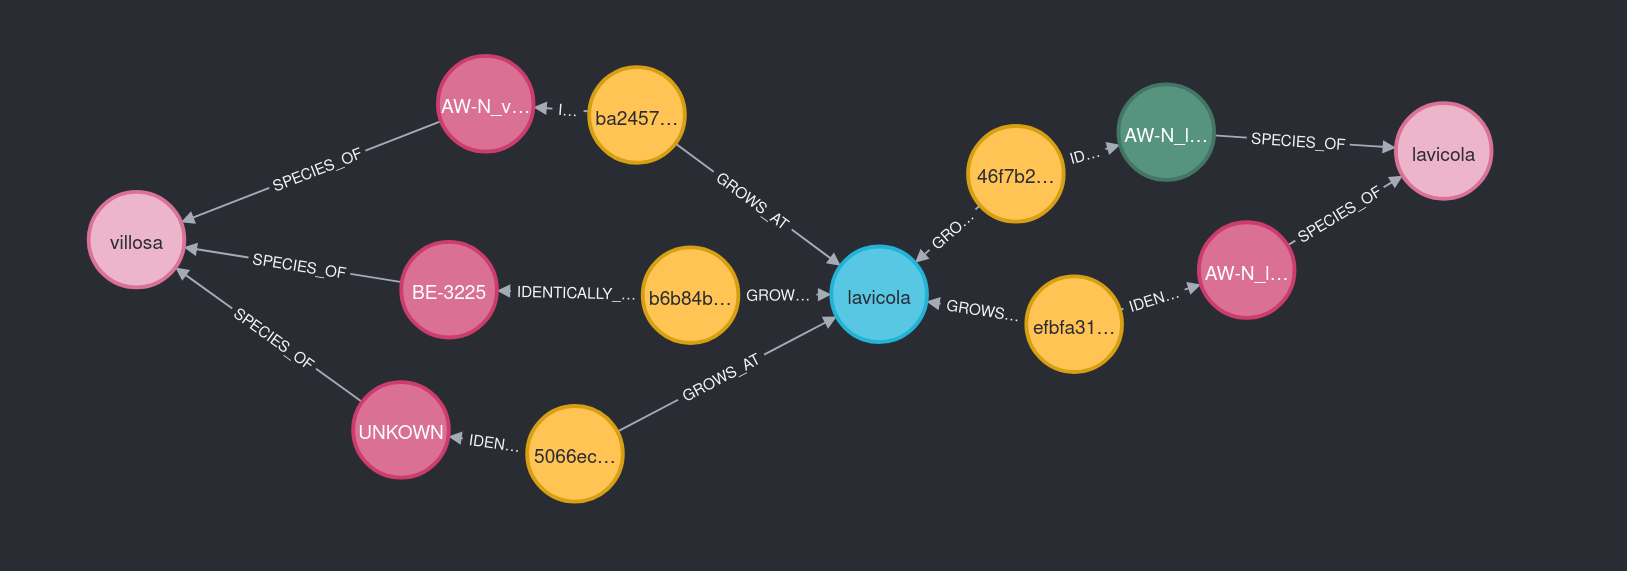 AW-N_v…
I…
ba2457…
AW-N_l…
SPECIES_OF
lavicola
ID…
46f7b2…
SPECIES_OF
GROWS_AT
GRO…
SPECIES_OF
villosa
SPECIES_OF
BE-3225
IDENTICALLY_…
b6b84b…
GROW…
lavicola
GROWS…
efbfa31…
IDEN…
AW-N_l…
SPECIES_OF
GROWS_AT
UNKOWN
IDEN…
5066ec…